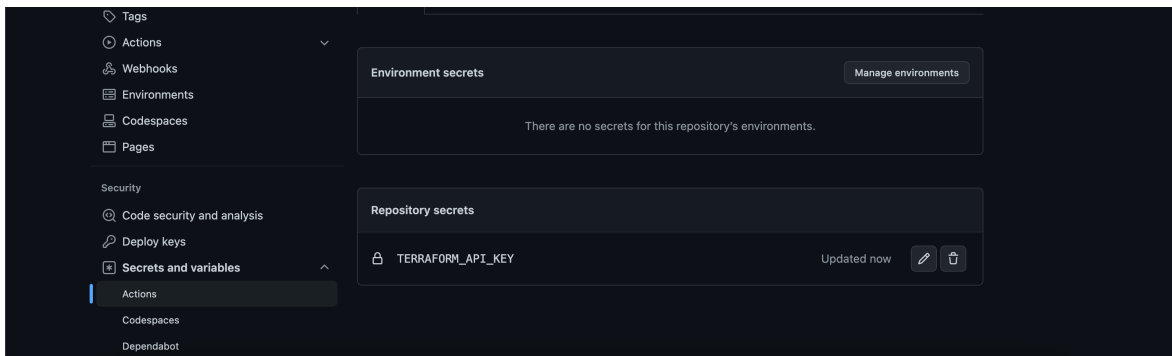 Tags
Actions
Webhooks
Environments
Codespaces
Pages
Security
Code security and analysis
Deploy keys
Secrets and variables
Actions
Codespaces
Dependabot
Environment secrets
Manage environments
There are no secrets for this repository's environments.
Repository secrets
TERRAFORM_API_KEY
Updated now